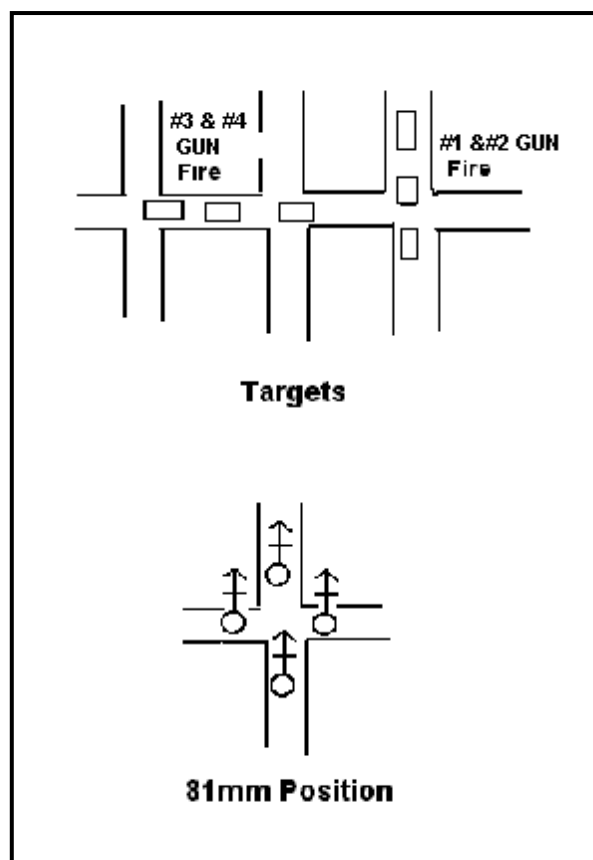 #3 & #4
GUN
Fire
#1 &#2 GUN
Fire
Targets
81mm Position